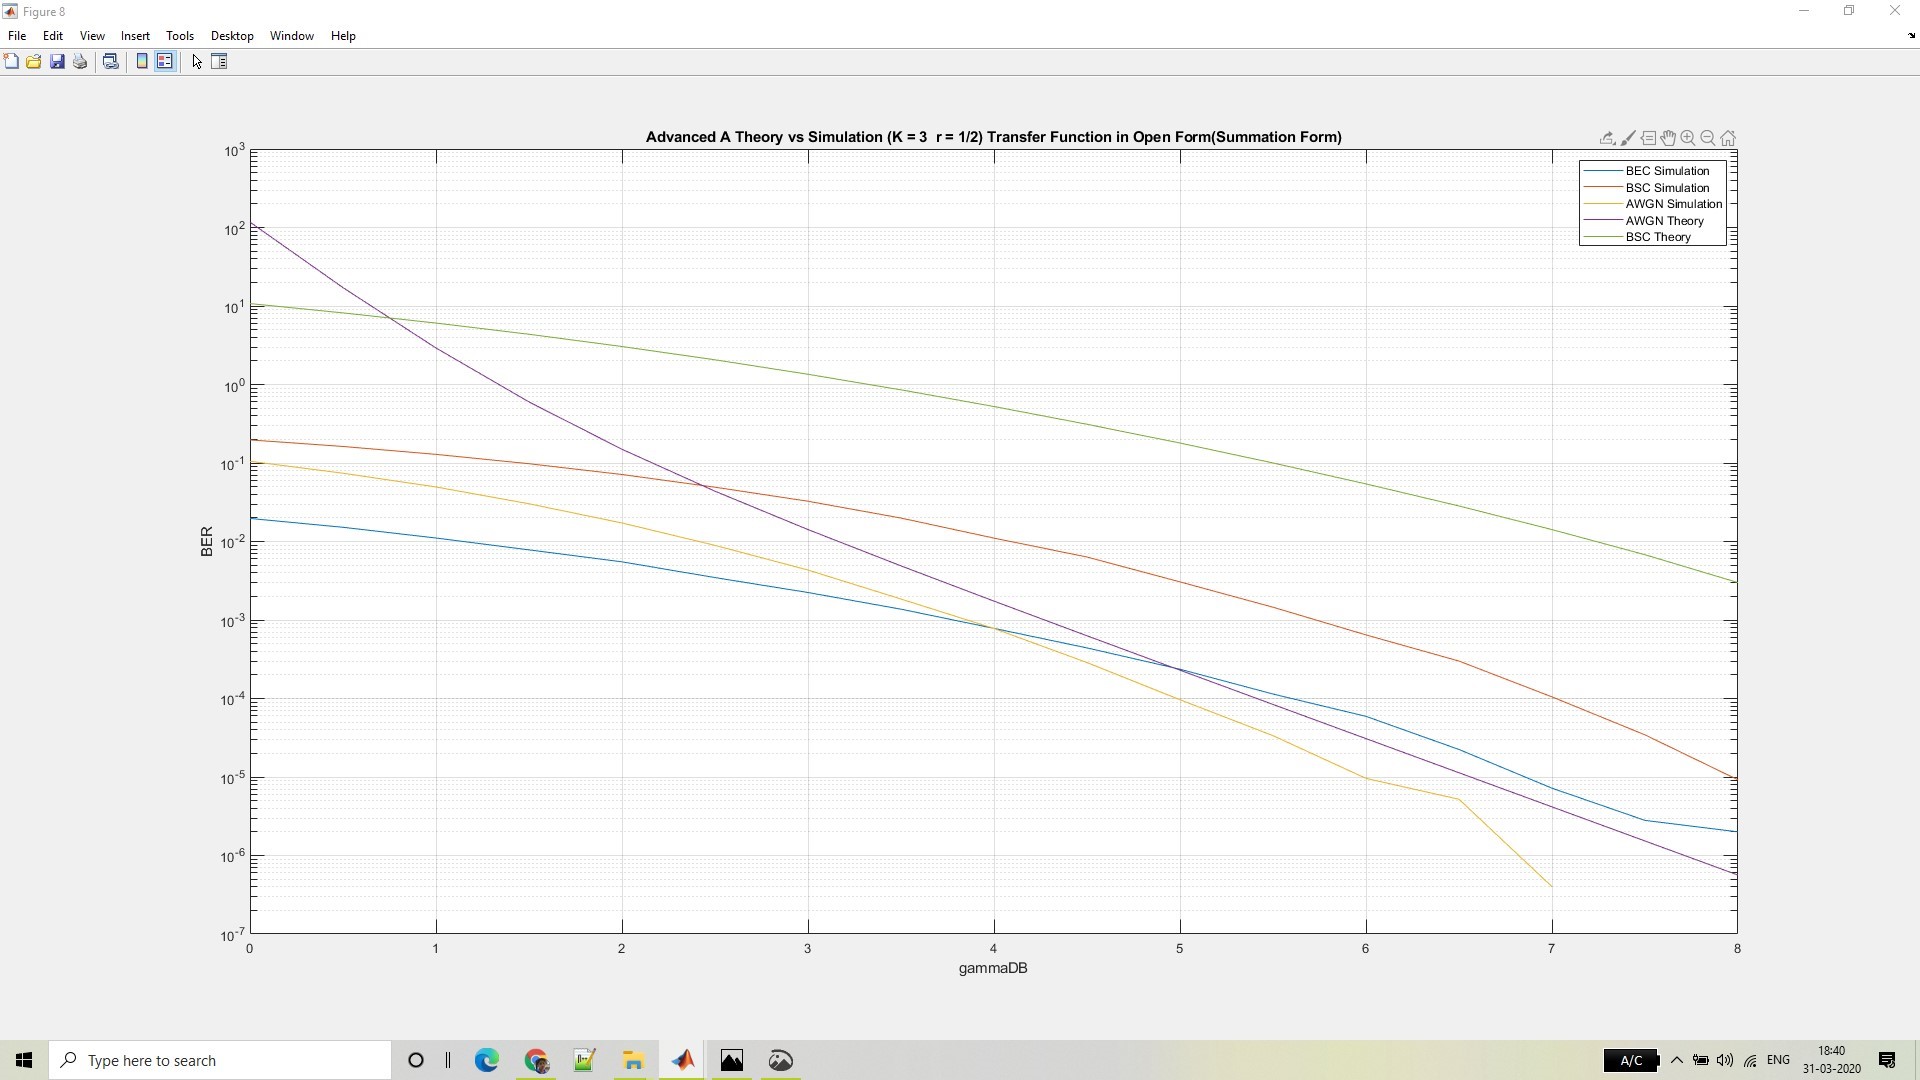 Figure 8
File Edit View Insert Tools Desktop Window Help
Advanced A Theory vs Simulation (K = 3 r = 1/2) Transfer Function in Open Form(Summation Form)
BEC Simulation
BSC Simulation
AWGN Simulation
AWGN Theory
BSC Theory
10^3
10^2
10^1
10^0
10^-1
10^-2
10^-3
10^-4
10^-5
10^-6
10^-7
BER
0 1 2 3 4 5 6 7 8
gammaDB
Type here to search
A/C
ENG
18:40
31-03-2020